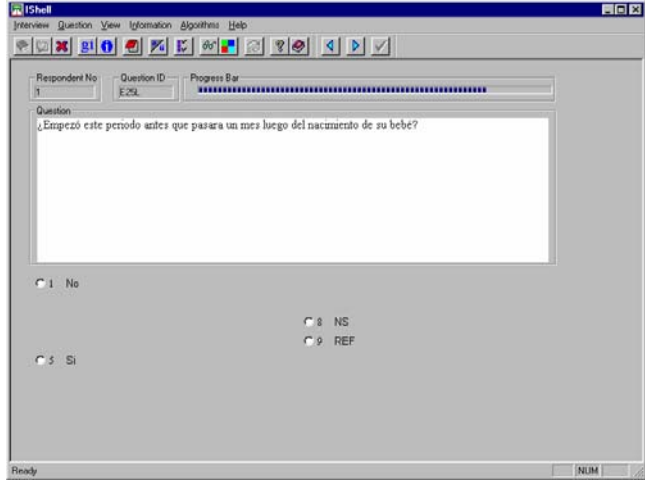 IShell
Interview Question View Information Algorithms Help
g1
Respondent No
Question ID
Progress Bar
1
E25L
Question
¿Empezó este periodo antes que pasara un mes luego del nacimiento de su bebé?
1 No
8 NS
9 REF
5 Si
Ready
NUM